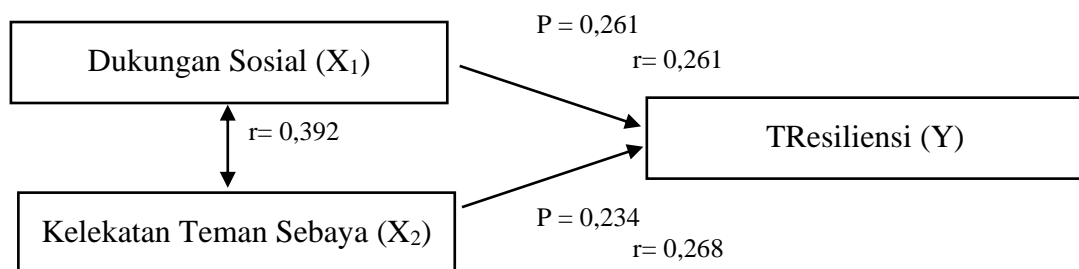 P = 0,261
Dukungan Sosial (X₁)
r= 0,261
r= 0,392
TResiliensi (Y)
Kelekatan Teman Sebaya (X₂)
P = 0,234
r= 0,268